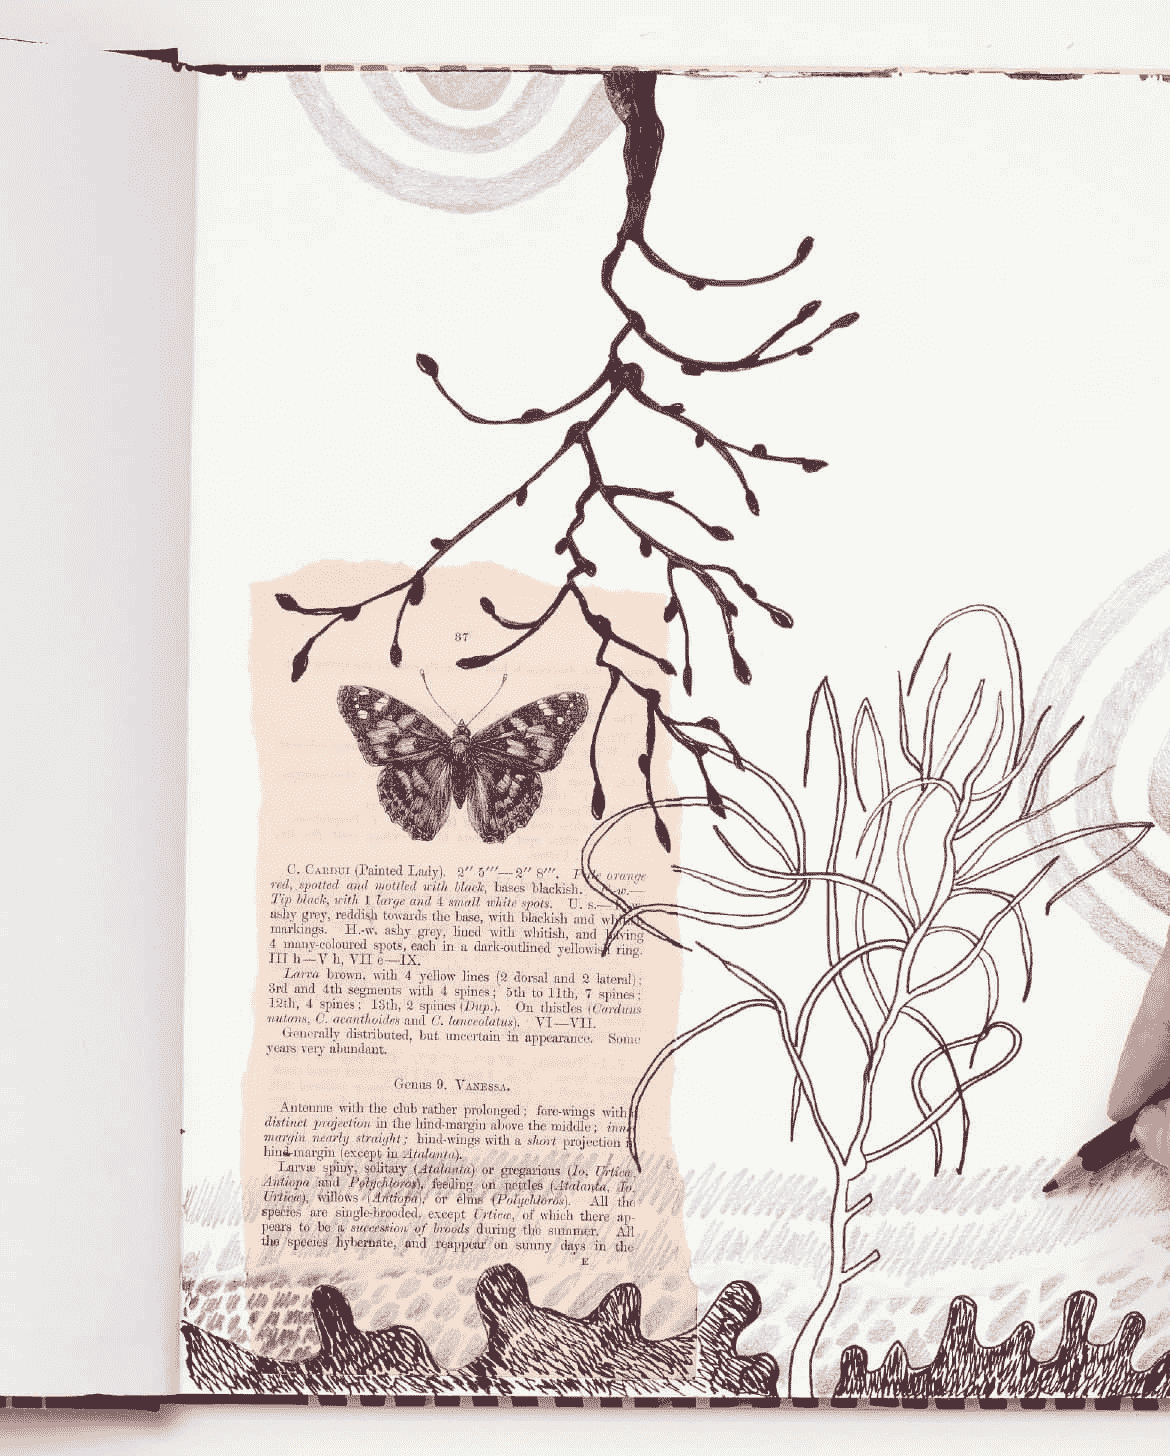 37
C. CARDUI (Painted Lady). 2″ 5‴—2″ 8‴. Pale orange
red, spotted and mottled with black, bases blackish. F.-w.—
Tip black, with 1 large and 4 small white spots. U. s.—
ashy grey, reddish towards the base, with blackish and whitish
markings. H.-w. ashy grey, lined with whitish, and having
4 many-coloured spots, each in a dark-outlined yellowish ring.
III h—V h, VII e—IX.
Larva brown, with 4 yellow lines (2 dorsal and 2 lateral);
3rd and 4th segments with 4 spines; 5th to 11th, 7 spines;
12th, 4 spines; 13th, 2 spines (Dup.). On thistles (Carduus
nutans, C. acanthoides and C. lanceolatus). VI—VII.
Generally distributed, but uncertain in appearance. Some
years very abundant.
Genus 9. VANESSA.
Antennæ with the club rather prolonged; fore-wings with
distinct projection in the hind-margin above the middle; inner
margin nearly straight; hind-wings with a short projection
hind-margin (except in Atalanta).
Larvæ spiny, solitary (Atalanta) or gregarious (Io, Urticæ,
Antiopa and Polychloros), feeding on nettles (Atalanta, Io,
Urticæ), willows (Antiopa), or elms (Polychloros). All the
species are single-brooded, except Urticæ, of which there ap-
pears to be a succession of broods during the summer. All
the species hybernate, and reappear on sunny days in the
E